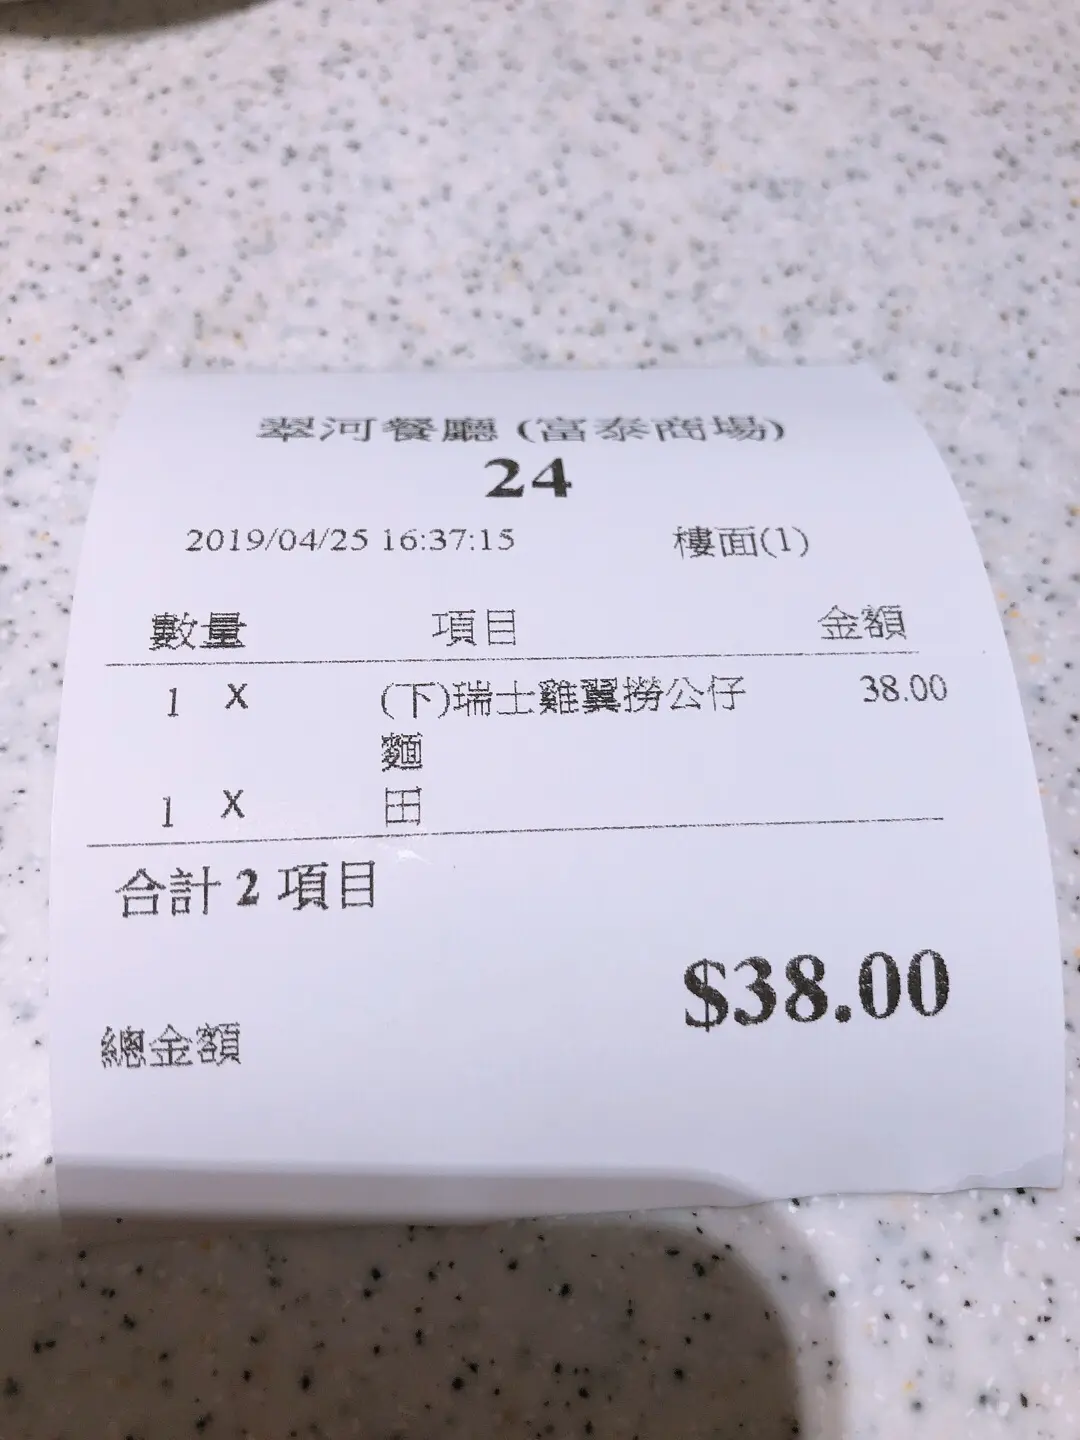 翠河餐廳 (富泰商場)
24
2019/04/25 16:37:15 樓面(1)
數量 項目 金額
1 X (下)瑞士雞翼撈公仔 38.00
麵
1 X 田
合計 2 項目
$38.00
總金額